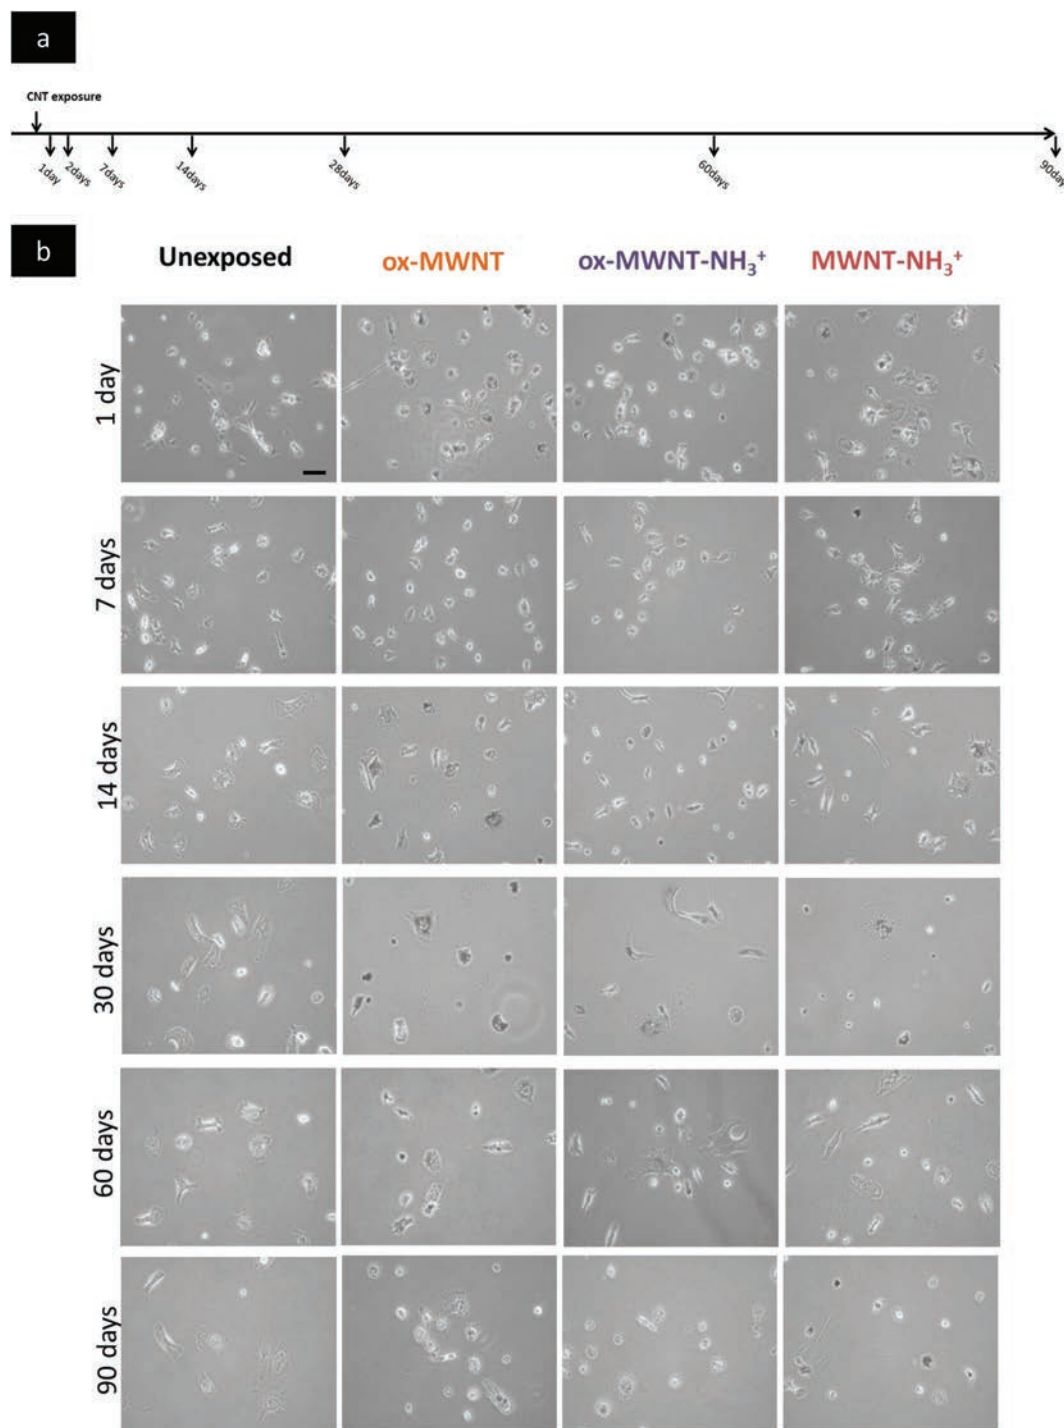 a
CNT exposure
1day
2days
7days
14days
28days
60days
90day
b
Unexposed
ox-MWNT
ox-MWNT-NH₃⁺
MWNT-NH₃⁺
1 day
7 days
14 days
30 days
60 days
90 days